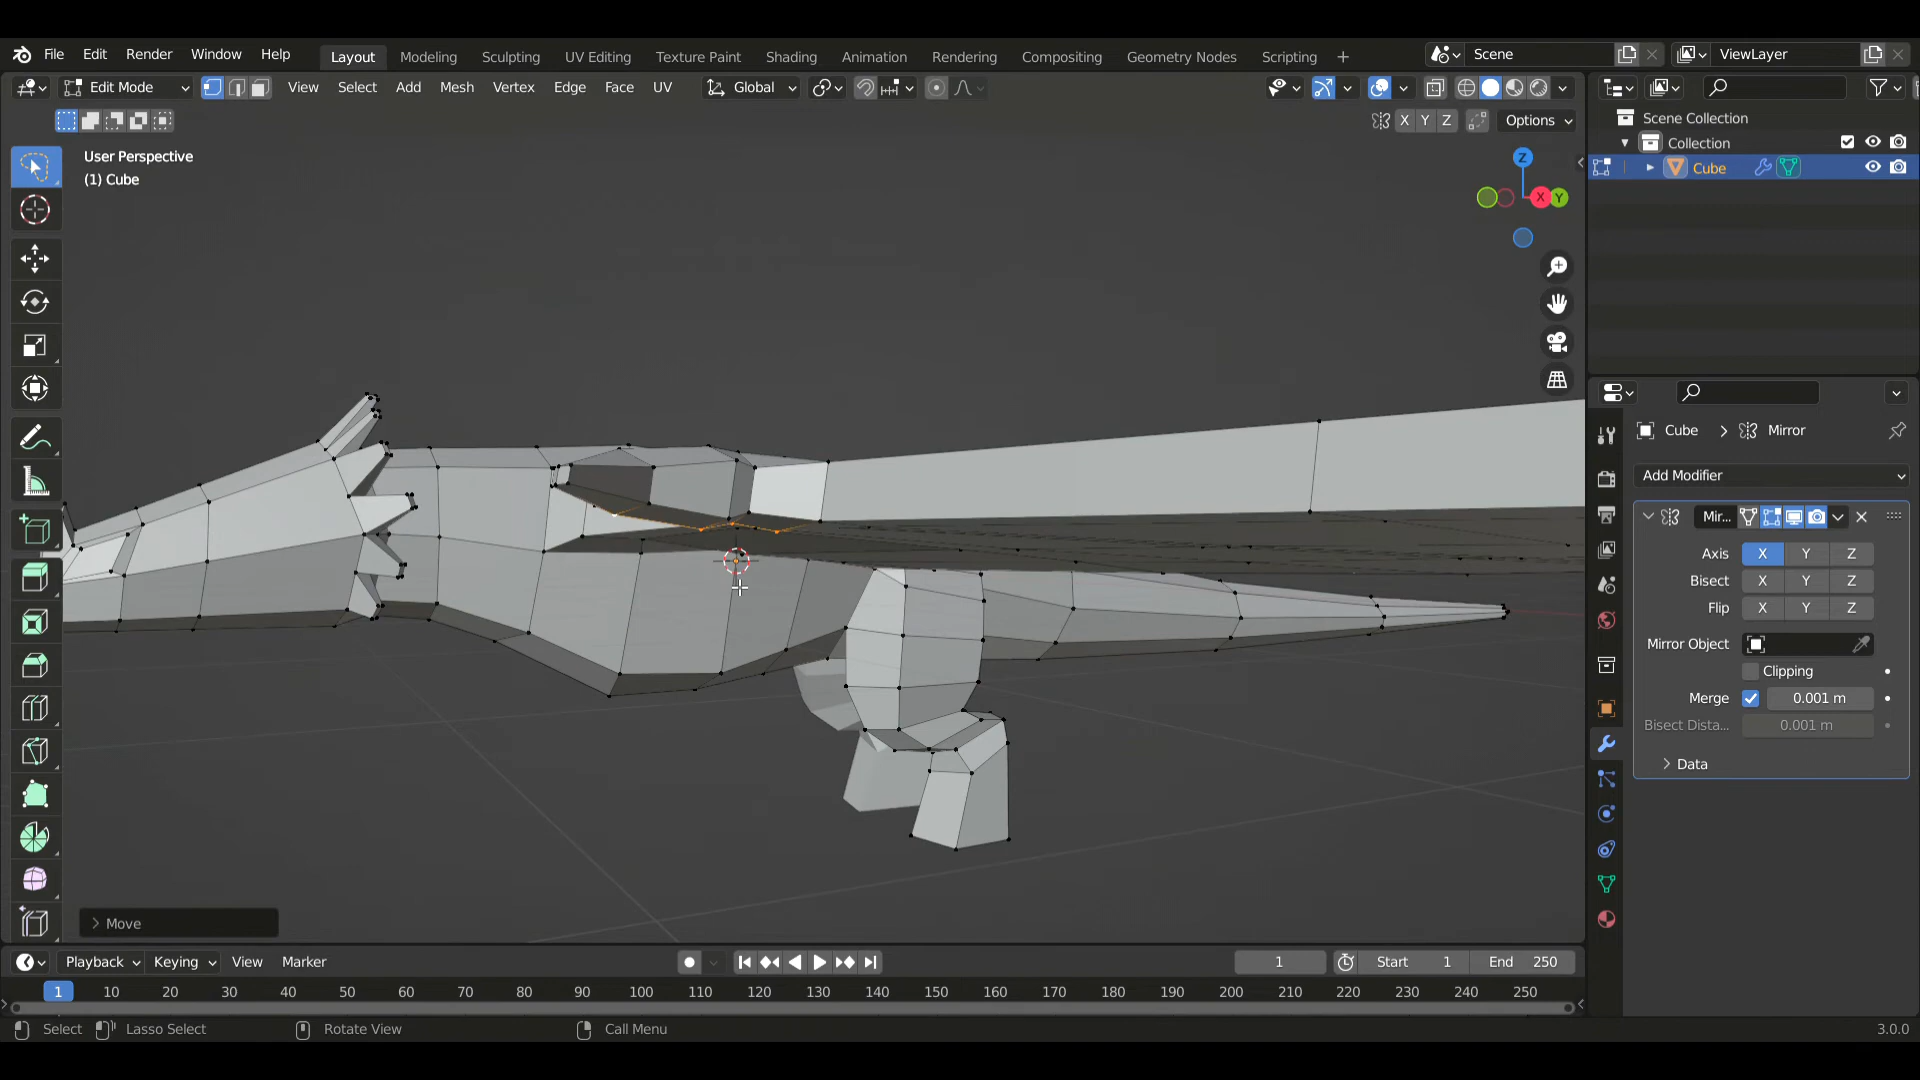 File Edit Render Window Help Layout Modeling Sculpting UV Editing Texture Paint Shading Animation Rendering Compositing Geometry Nodes Scripting + Scene ViewLayer
Edit Mode View Select Add Mesh Vertex Edge Face UV Global
X Y Z Options
User Perspective
(1) Cube
Z
X Y
Scene Collection
Collection
Cube
Cube > Mirror
Add Modifier
Mir...
Axis X Y Z
Bisect X Y Z
Flip X Y Z
Mirror Object
Clipping
Merge 0.001 m
Bisect Dista... 0.001 m
Data
Move
Playback Keying View Marker 1 Start 1 End 250
1 10 20 30 40 50 60 70 80 90 100 110 120 130 140 150 160 170 180 190 200 210 220 230 240 250
Select Lasso Select Rotate View Call Menu 3.0.0